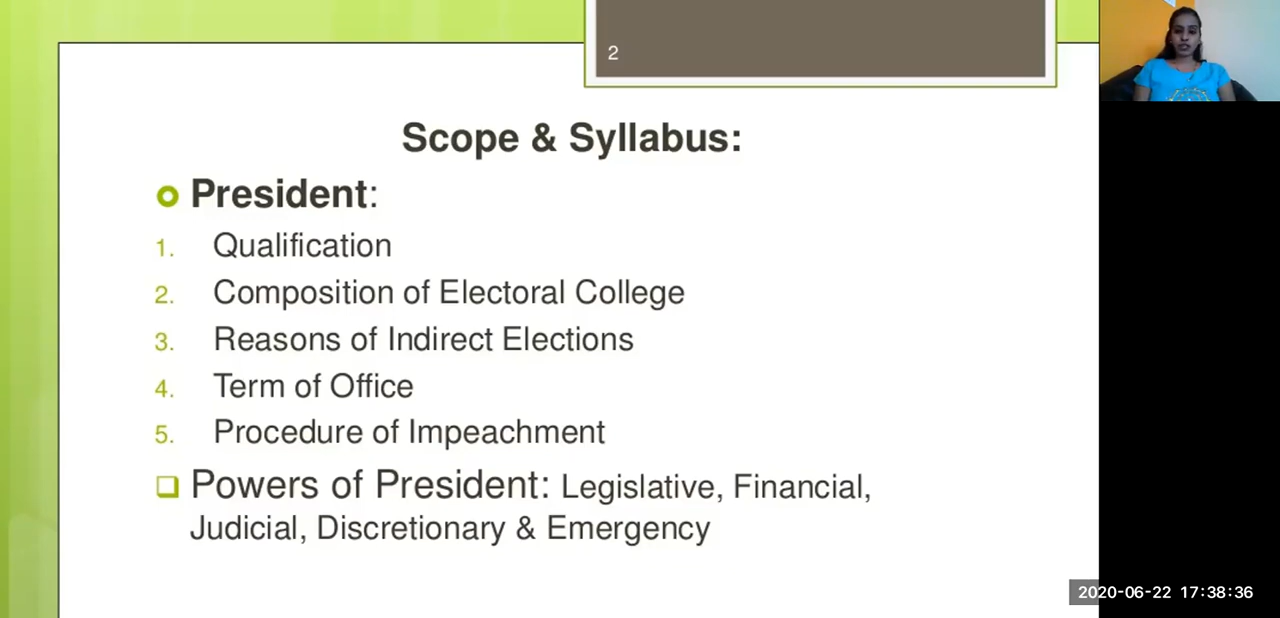 2
Scope & Syllabus:
President:
1. Qualification
2. Composition of Electoral College
3. Reasons of Indirect Elections
4. Term of Office
5. Procedure of Impeachment
Powers of President: Legislative, Financial,
Judicial, Discretionary & Emergency
2020-06-22 17:38:36